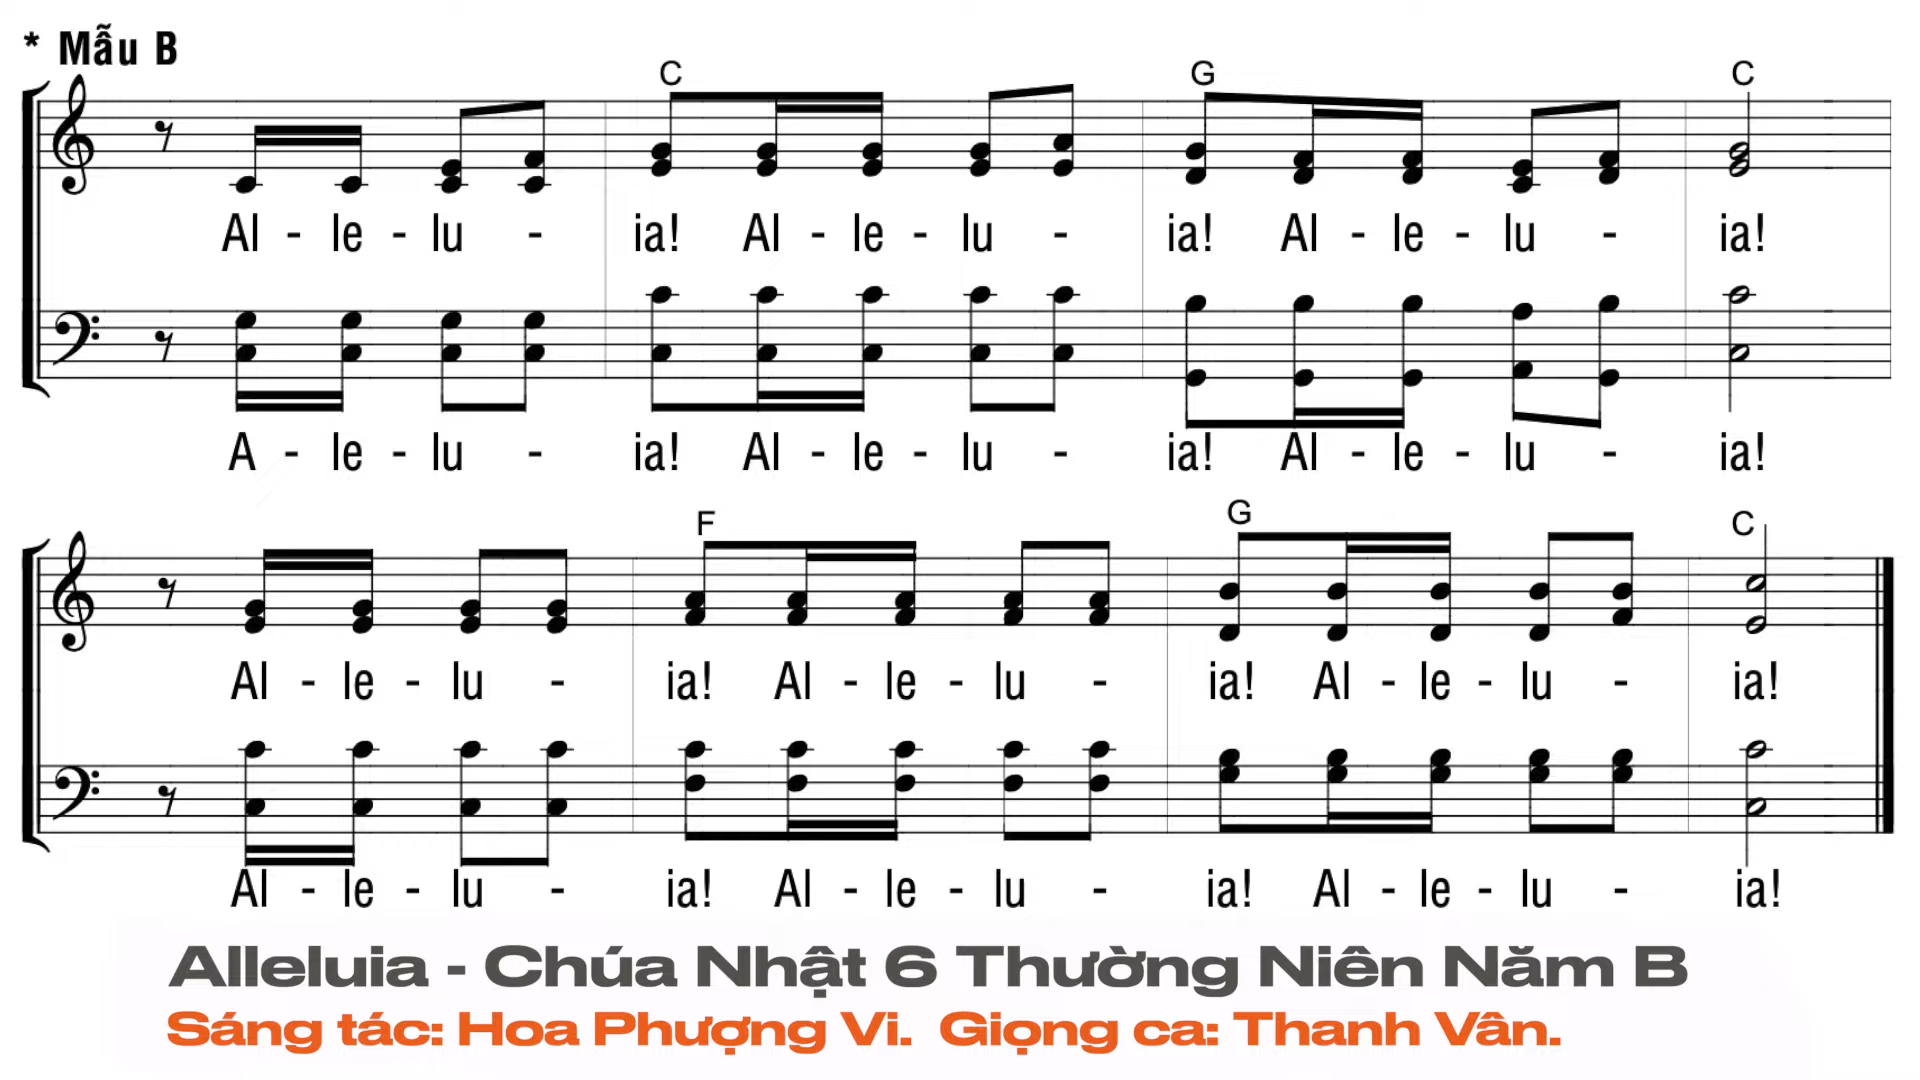 * Mẫu B
C G C
Al - le - lu - ia! Al - le - lu - ia! Al - le - lu - ia!
A - le - lu - ia! Al - le - lu - ia! Al - le - lu - ia!
F G C
Al - le - lu - ia! Al - le - lu - ia! Al - le - lu - ia!
Al - le - lu - ia! Al - le - lu - ia! Al - le - lu - ia!
Alleluia - Chúa Nhật 6 Thường Niên Năm B
Sáng tác: Hoa Phượng Vi. Giọng ca: Thanh Vân.